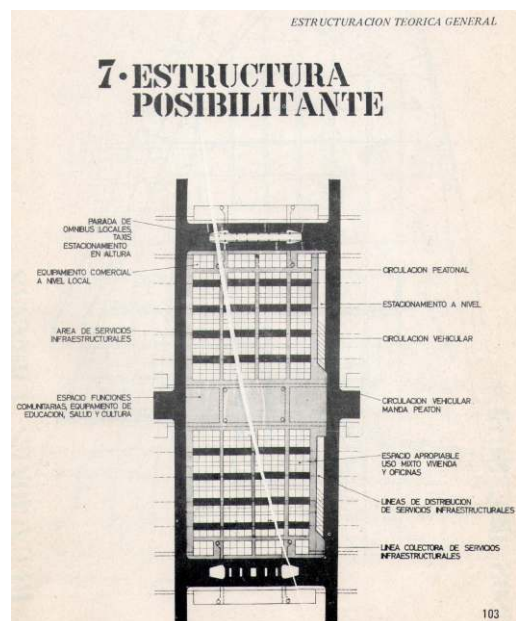 ESTRUCTURACION TEORICA GENERAL
7·ESTRUCTURA
POSIBILITANTE
PARADA DE
OMNIBUS LOCALES,
TAXIS
ESTACIONAMIENTO
EN ALTURA
EQUIPAMIENTO COMERCIAL
A NIVEL LOCAL
AREA DE SERVICIOS
INFRAESTRUCTURALES
ESPACIO FUNCIONES
COMUNITARIAS, EQUIPAMIENTO DE
EDUCACION, SALUD Y CULTURA
CIRCULACION PEATONAL
ESTACIONAMIENTO A NIVEL
CIRCULACION VEHICULAR
CIRCULACION VEHICULAR
MANDA PEATON
ESPACIO APROPIABLE
USO MIXTO VIVIENDA
Y OFICINAS
LINEAS DE DISTRIBUCION
DE SERVICIOS INFRAESTRUCTURALES
LINEA COLECTORA DE SERVICIOS
INFRAESTRUCTURALES
103